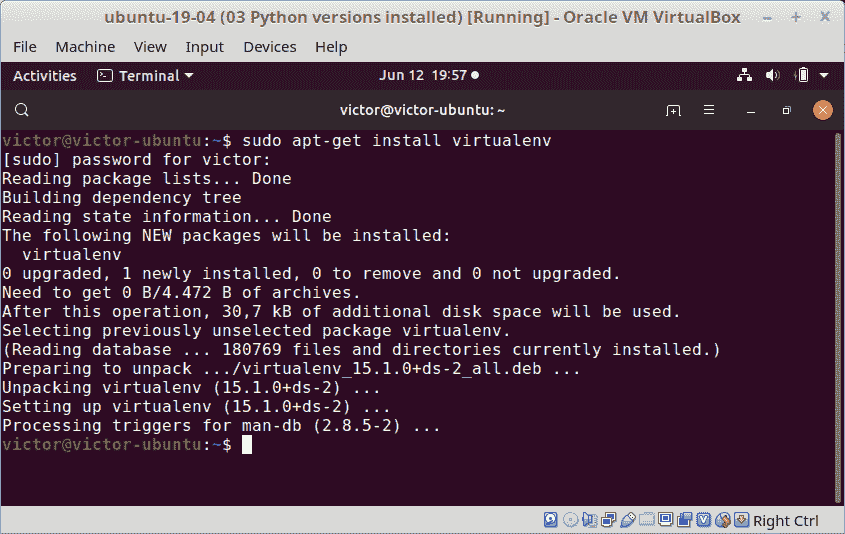 ubuntu-19-04 (03 Python versions installed) [Running] - Oracle VM VirtualBox
File Machine View Input Devices Help
Activities Terminal Jun 12 19:57
victor@victor-ubuntu: ~
victor@victor-ubuntu:~$ sudo apt-get install virtualenv
[sudo] password for victor:
Reading package lists... Done
Building dependency tree
Reading state information... Done
The following NEW packages will be installed:
  virtualenv
0 upgraded, 1 newly installed, 0 to remove and 0 not upgraded.
Need to get 0 B/4.472 B of archives.
After this operation, 30,7 kB of additional disk space will be used.
Selecting previously unselected package virtualenv.
(Reading database ... 180769 files and directories currently installed.)
Preparing to unpack .../virtualenv_15.1.0+ds-2_all.deb ...
Unpacking virtualenv (15.1.0+ds-2) ...
Setting up virtualenv (15.1.0+ds-2) ...
Processing triggers for man-db (2.8.5-2) ...
victor@victor-ubuntu:~$
Right Ctrl